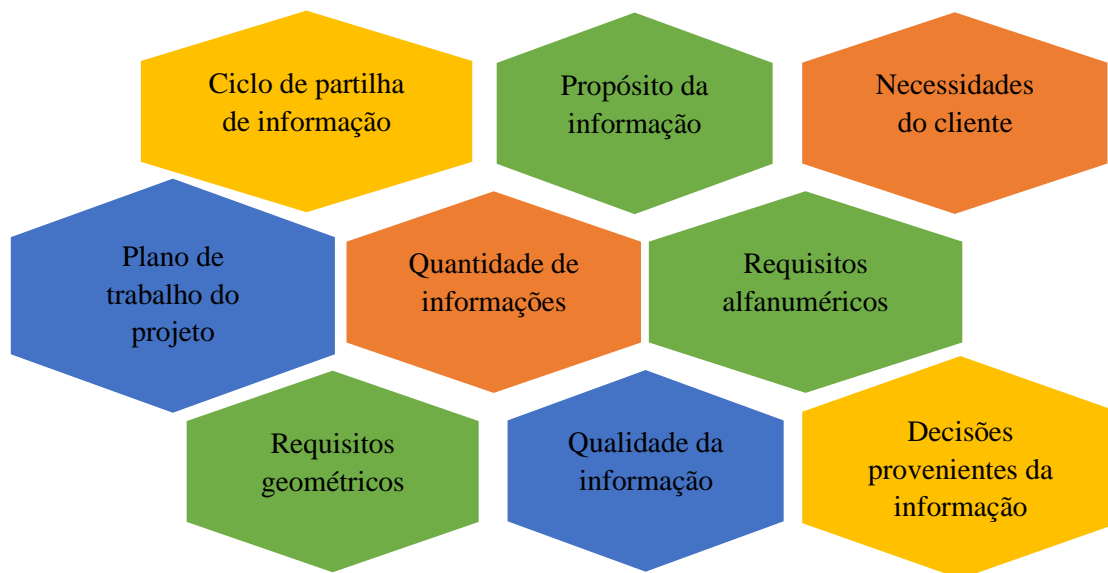 Ciclo de partilha
de informação
Propósito da
informação
Necessidades
do cliente
Plano de
trabalho do
projeto
Quantidade de
informações
Requisitos
alfanuméricos
Requisitos
geométricos
Qualidade da
informação
Decisões
provenientes da
informação